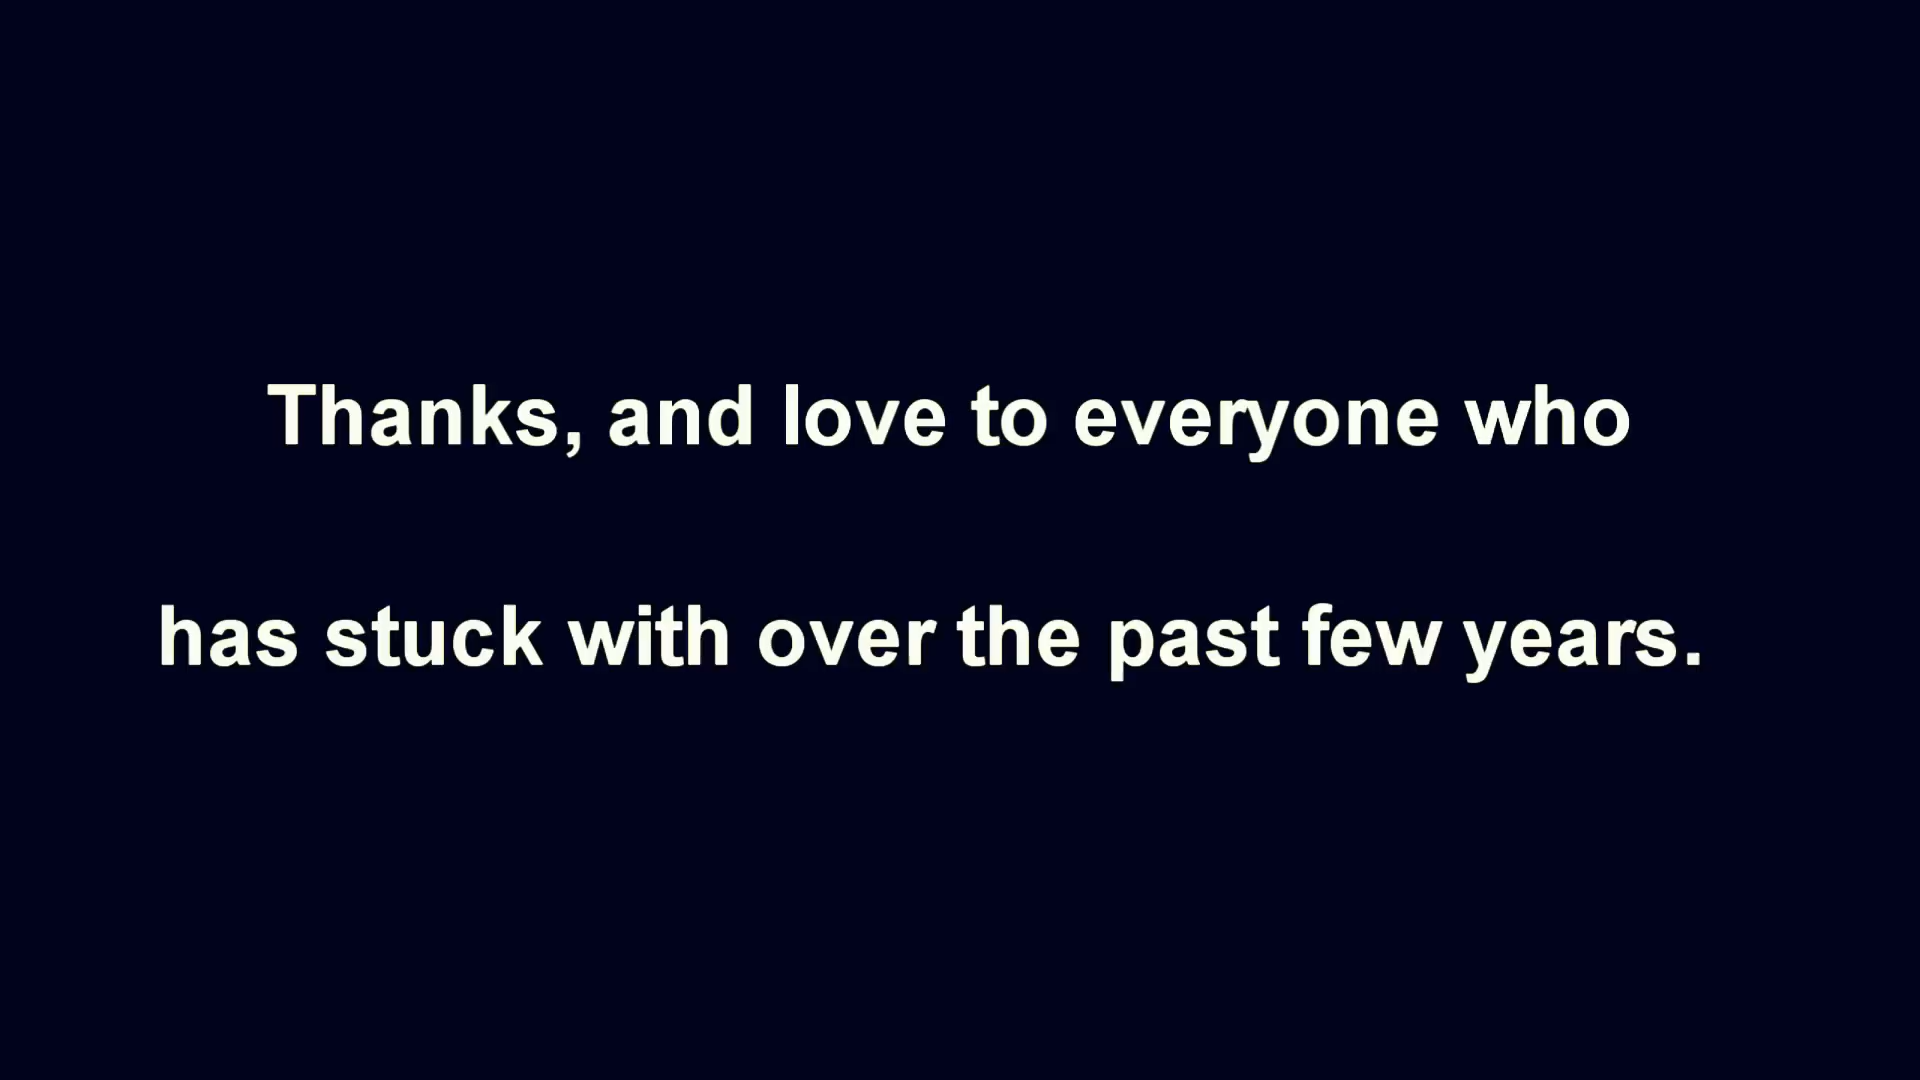 Thanks, and love to everyone who
has stuck with over the past few years.